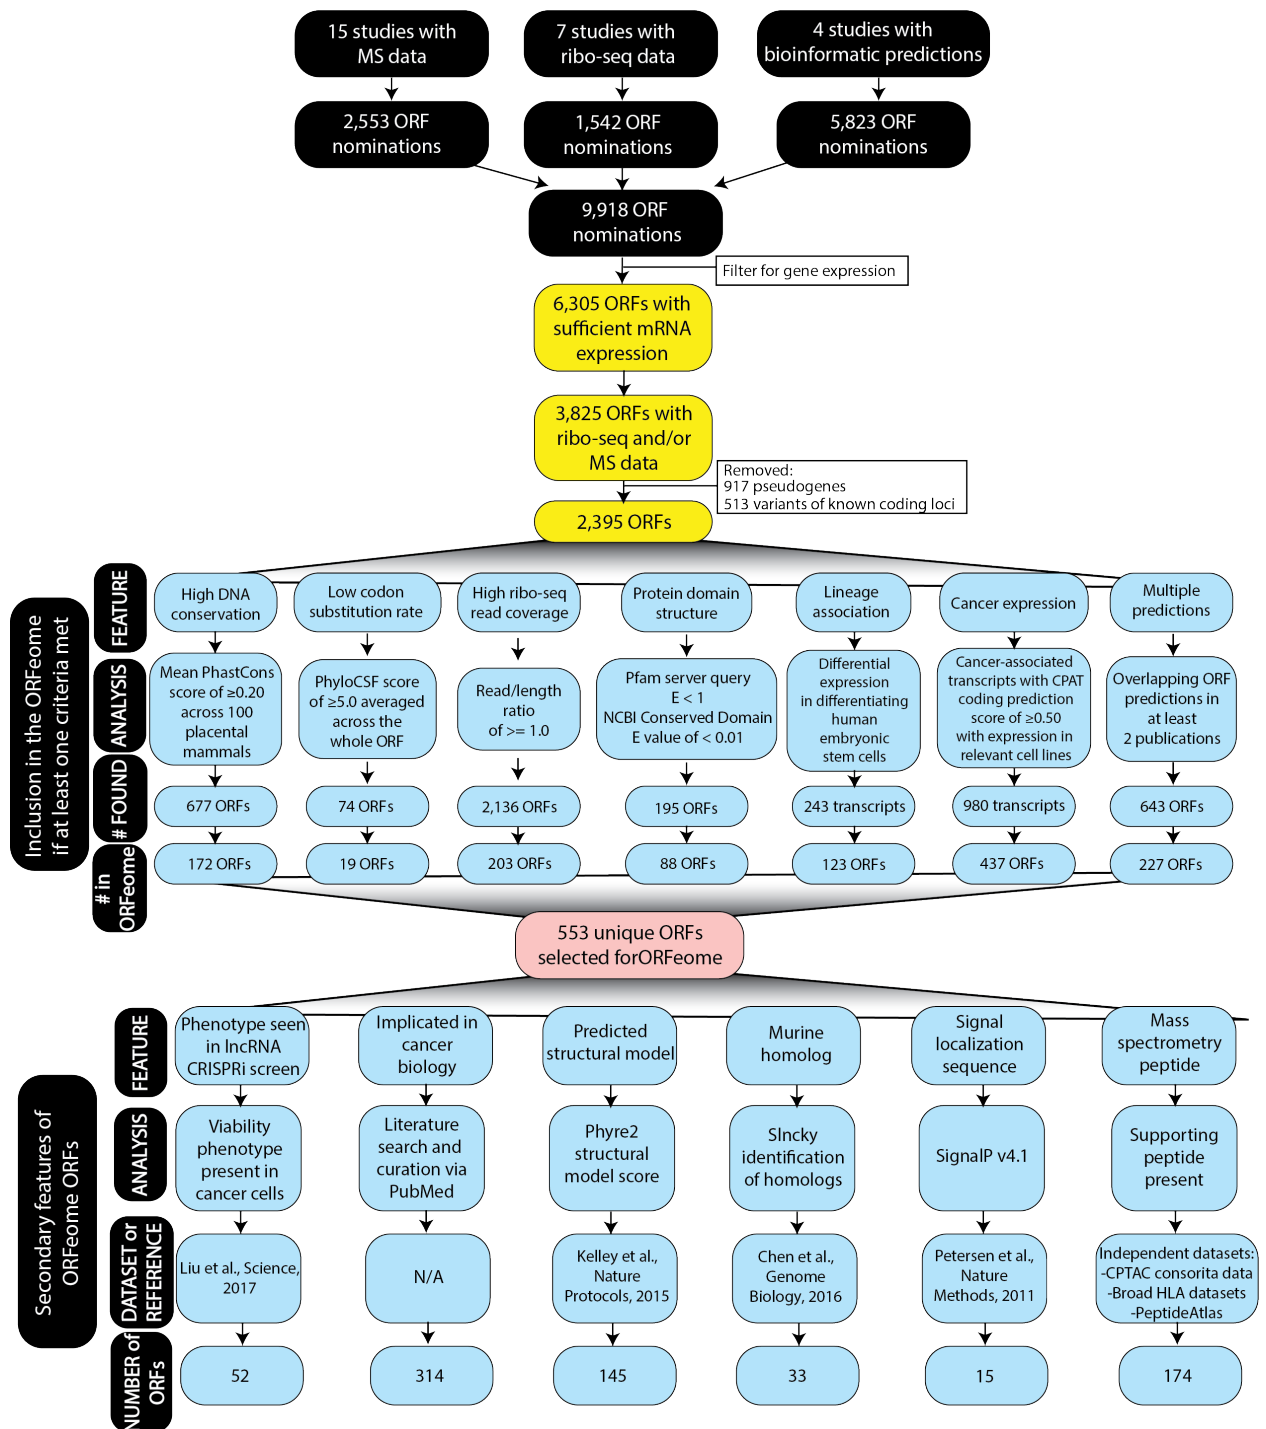 15 studies with
MS data
7 studies with
ribo-seq data
4 studies with
bioinformatic predictions
2,553 ORF
nominations
1,542 ORF
nominations
5,823 ORF
nominations
9,918 ORF
nominations
Filter for gene expression
6,305 ORFs with
sufficient mRNA
expression
3,825 ORFs with
ribo-seq and/or
MS data
Removed:
917 pseudogenes
513 variants of known coding loci
2,395 ORFs
Inclusion in the ORFeome
if at least one criteria met
FEATURE
High DNA
conservation
Low codon
substitution rate
High ribo-seq
read coverage
Protein domain
structure
Lineage
association
Cancer expression
Multiple
predictions
ANALYSIS
Mean PhastCons
score of ≥0.20
across 100
placental
mammals
PhyloCSF score
of ≥5.0 averaged
across the
whole ORF
Read/length
ratio
of >= 1.0
Pfam server query
E < 1
NCBI Conserved Domain
E value of < 0.01
Differential
expression
in differentiating
human
embryonic
stem cells
Cancer-associated
transcripts with CPAT
coding prediction
score of ≥0.50
with expression in
relevant cell lines
Overlapping ORF
predictions in
at least
2 publications
# FOUND
677 ORFs
74 ORFs
2,136 ORFs
195 ORFs
243 transcripts
980 transcripts
643 ORFs
# in
ORFeome
172 ORFs
19 ORFs
203 ORFs
88 ORFs
123 ORFs
437 ORFs
227 ORFs
553 unique ORFs
selected forORFeome
Secondary features of
ORFeome ORFs
FEATURE
Phenotype seen
in lncRNA
CRISPRi screen
Implicated in
cancer
biology
Predicted
structural model
Murine
homolog
Signal
localization
sequence
Mass
spectrometry
peptide
ANALYSIS
Viability
phenotype
present in
cancer cells
Literature
search and
curation via
PubMed
Phyre2
structural
model score
Slncky
identification
of homologs
SignalP v4.1
Supporting
peptide
present
DATASET or
REFERENCE
Liu et al., Science,
2017
N/A
Kelley et al.,
Nature
Protocols, 2015
Chen et al.,
Genome
Biology, 2016
Petersen et al.,
Nature
Methods, 2011
Independent datasets:
-CPTAC consorita data
-Broad HLA datasets
-PeptideAtlas
NUMBER of
ORFs
52
314
145
33
15
174